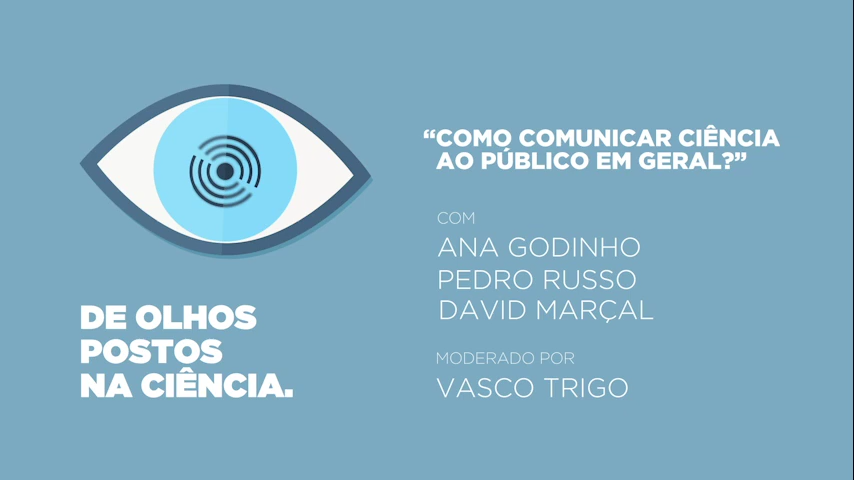 DE OLHOS
POSTOS
NA CIÊNCIA.
“COMO COMUNICAR CIÊNCIA
AO PÚBLICO EM GERAL?”
COM
ANA GODINHO
PEDRO RUSSO
DAVID MARÇAL
MODERADO POR
VASCO TRIGO